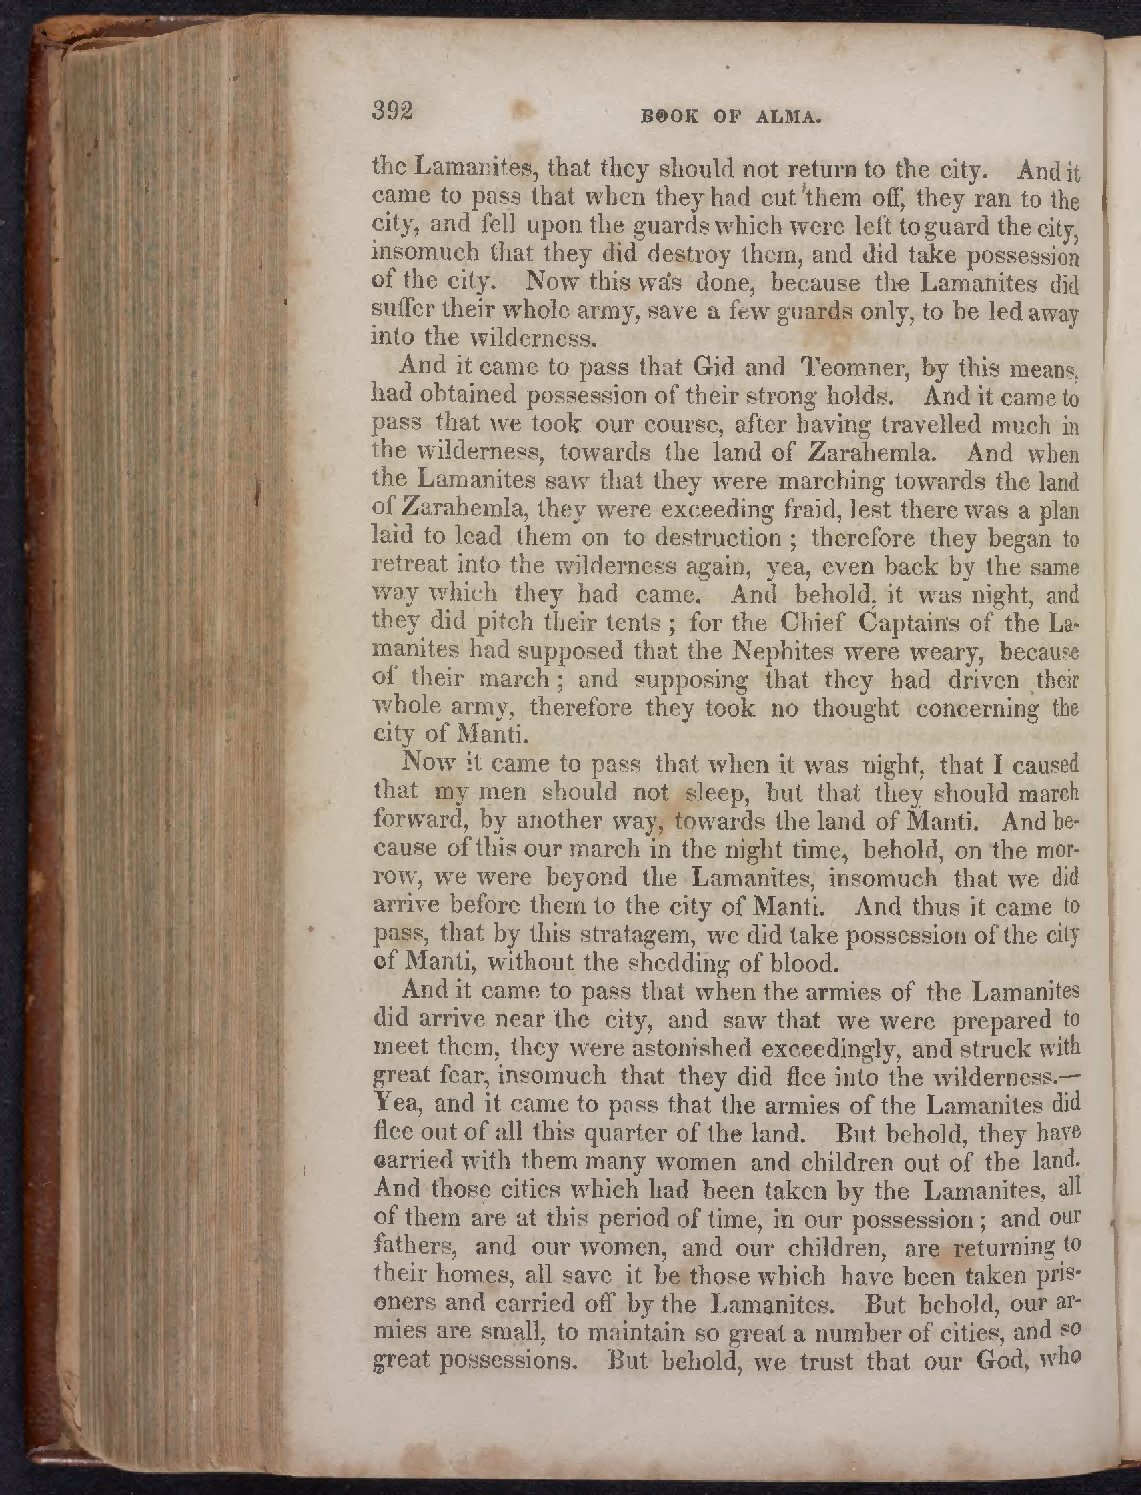 392
BOOK OF ALMA.
the Lamanites, that they should not return to the city. And it
came to pass that when they had cut them off, they ran to the
city, and fell upon the guards which were left to guard the city,
insomuch that they did destroy them, and did take possession
of the city. Now this was done, because the Lamanites did
suffer their whole army, save a few guards only, to be led away
into the wilderness.
And it came to pass that Gid and Teomner, by this means,
had obtained possession of their strong holds. And it came to
pass that we took our course, after having travelled much in
the wilderness, towards the land of Zarahemla. And when
the Lamanites saw that they were marching towards the land
of Zarahemla, they were exceeding fraid, lest there was a plan
laid to lead them on to destruction; therefore they began to
retreat into the wilderness again, yea, even back by the same
way which they had came. And behold, it was night, and
they did pitch their tents; for the Chief Captains of the La-
manites had supposed that the Nephites were weary, because
of their march; and supposing that they had driven their
whole army, therefore they took no thought concerning the
city of Manti.
Now it came to pass that when it was night, that I caused
that my men should not sleep, but that they should march
forward, by another way, towards the land of Manti. And be-
cause of this our march in the night time, behold, on the mor-
row, we were beyond the Lamanites, insomuch that we did
arrive before them to the city of Manti. And thus it came to
pass, that by this stratagem, we did take possession of the city
of Manti, without the shedding of blood.
And it came to pass that when the armies of the Lamanites
did arrive near the city, and saw that we were prepared to
meet them, they were astonished exceedingly, and struck with
great fear, insomuch that they did flee into the wilderness.—
Yea, and it came to pass that the armies of the Lamanites did
flee out of all this quarter of the land. But behold, they have
carried with them many women and children out of the land.
And those cities which had been taken by the Lamanites, all
of them are at this period of time, in our possession; and our
fathers, and our women, and our children, are returning to
their homes, all save it be those which have been taken pris-
oners and carried off by the Lamanites. But behold, our ar-
mies are small, to maintain so great a number of cities, and so
great possessions. But behold, we trust that our God, who